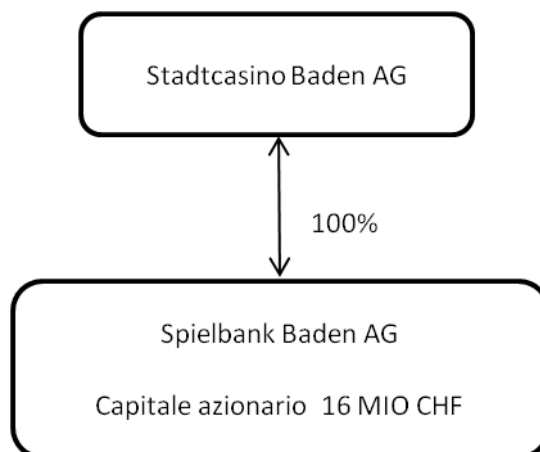 Stadtcasino Baden AG
100%
Spielbank Baden AG
Capitale azionario 16 MIO CHF